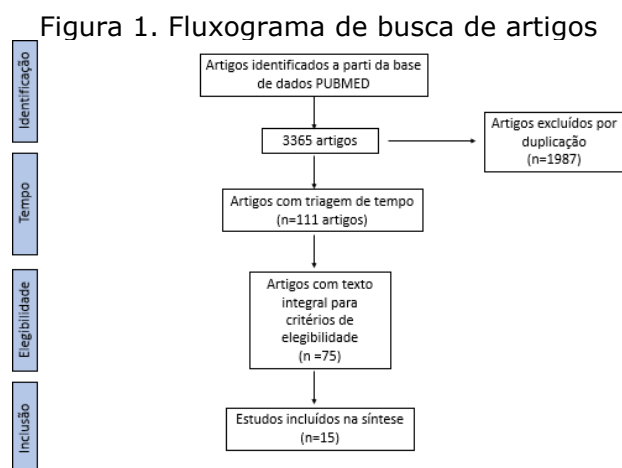 Figura 1. Fluxograma de busca de artigos
Identificação
Artigos identificados a parti da base
de dados PUBMED
3365 artigos
Artigos excluídos por
duplicação
(n=1987)
Tempo
Artigos com triagem de tempo
(n=111 artigos)
Elegibilidade
Artigos com texto
integral para
critérios de
elegibilidade
(n =75)
Inclusão
Estudos incluídos na síntese
(n=15)